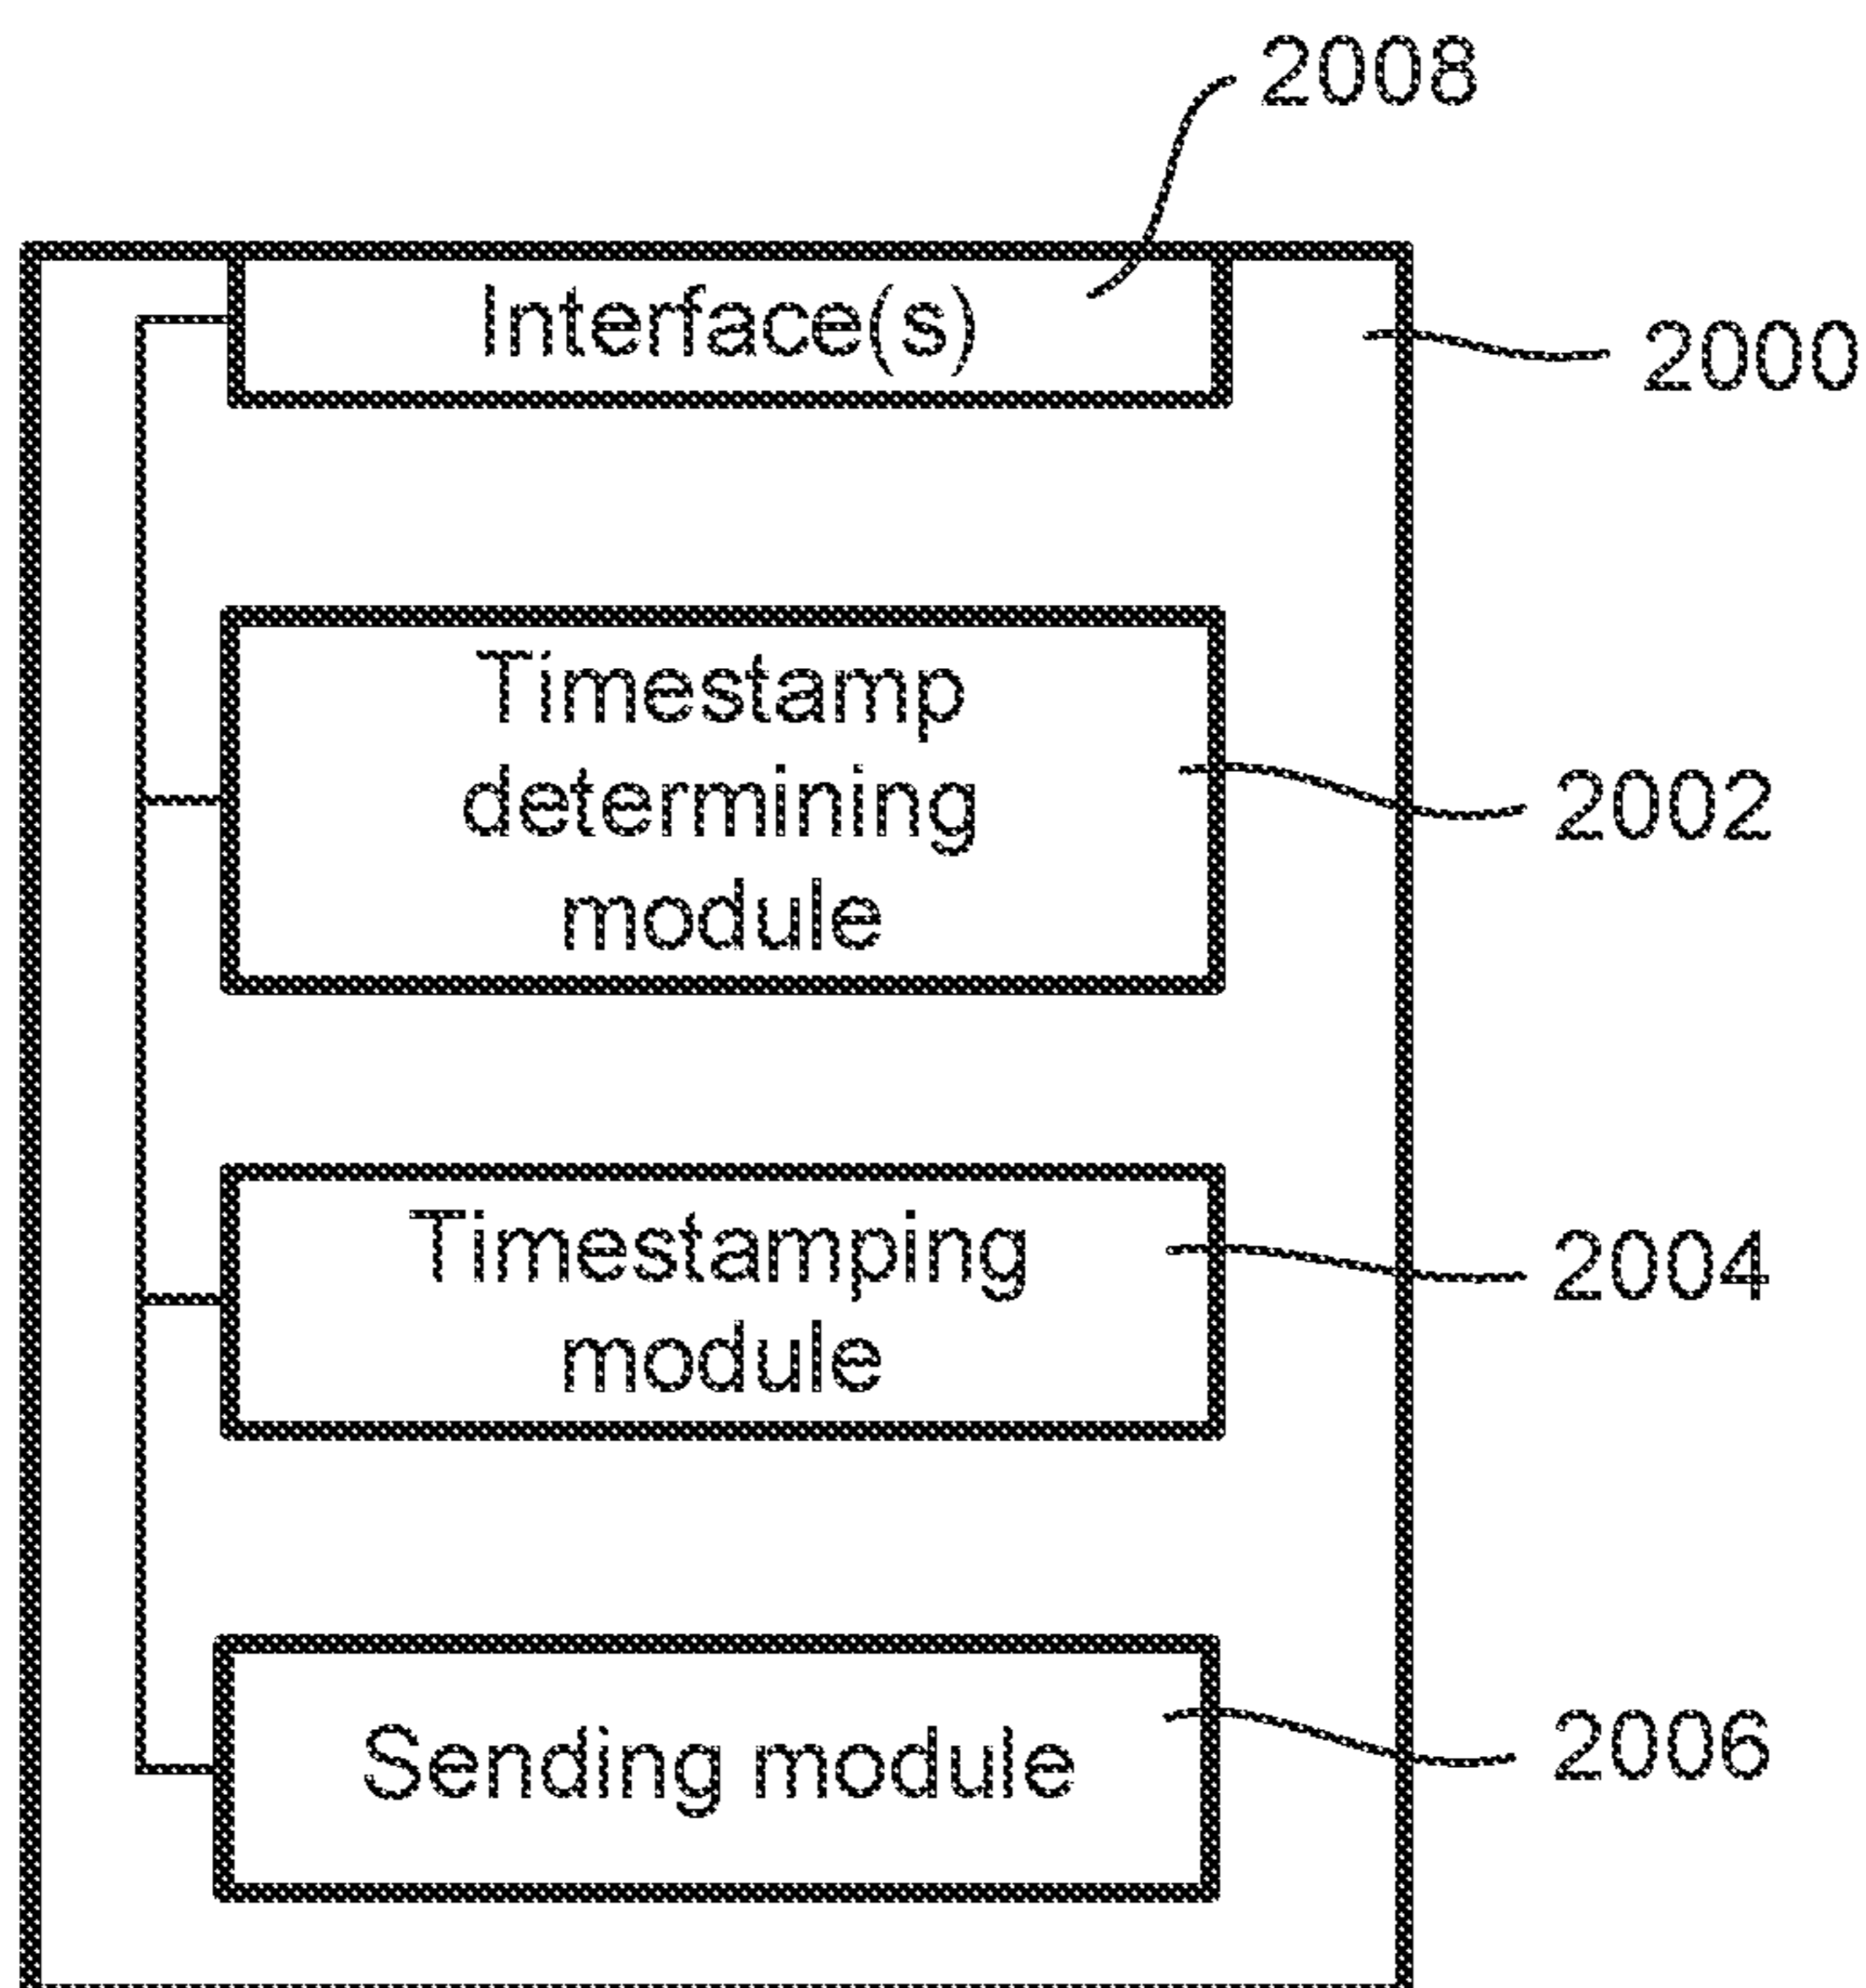 2008
Interface(s)
2000
Timestamp
determining
module
2002
Timestamping
module
2004
Sending module
2006